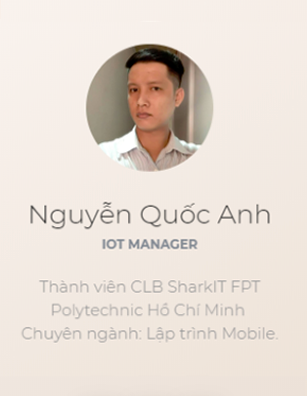 Nguyễn Quốc Anh
IOT MANAGER
Thành viên CLB SharkIT FPT
Polytechnic Hồ Chí Minh
Chuyên ngành: Lập trình Mobile.